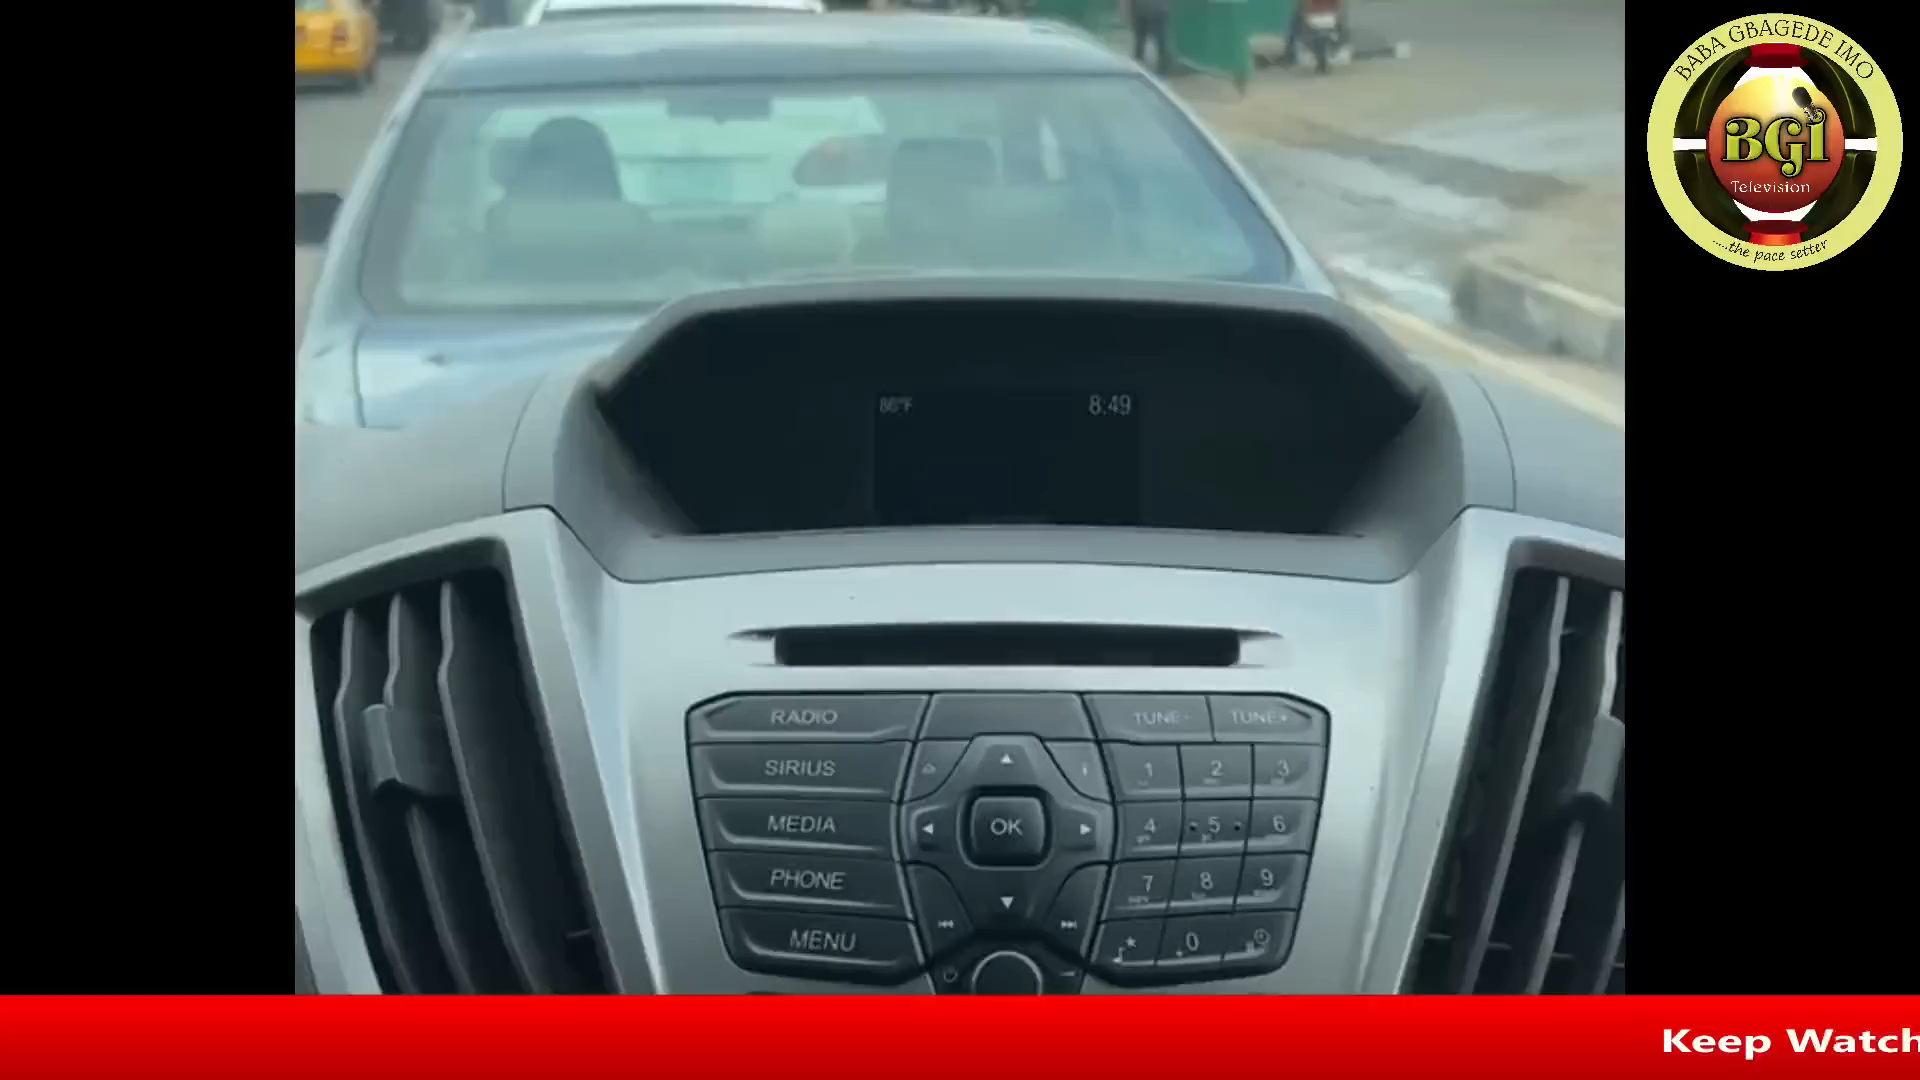 BABA GBAGEDE IMO
BGI
Television
.....the pace setter
86°F
8:49
RADIO
TUNE-
TUNE+
SIRIUS
1
2
3
MEDIA
OK
4
5
6
PHONE
7
8
9
MENU
0
Keep Watch